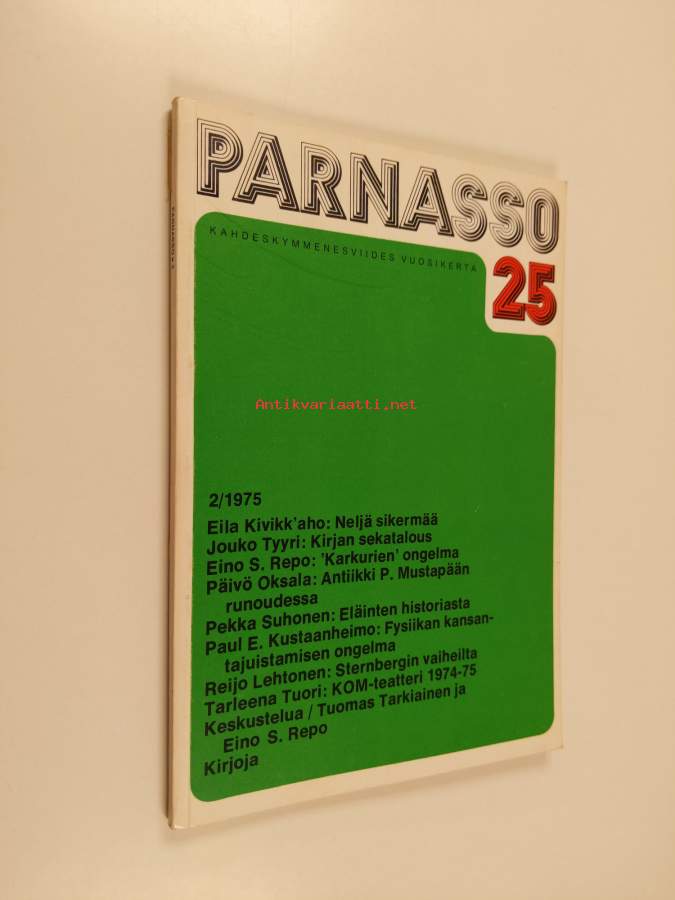 PARNASSO
KAHDESKYMMENESVIIDES VUOSIKERTA
25
Antikvariaatti.net
2/1975
Eila Kivikk'aho: Neljä sikermää
Jouko Tyyri: Kirjan sekatalous
Eino S. Repo: 'Karkurien' ongelma
Päivö Oksala: Antiikki P. Mustapään
runoudessa
Pekka Suhonen: Eläinten historiasta
Paul E. Kustaanheimo: Fysiikan kansan-
tajuistamisen ongelma
Reijo Lehtonen: Sternbergin vaiheilta
Tarleena Tuori: KOM-teatteri 1974-75
Keskustelua / Tuomas Tarkiainen ja
Eino S. Repo
Kirjoja